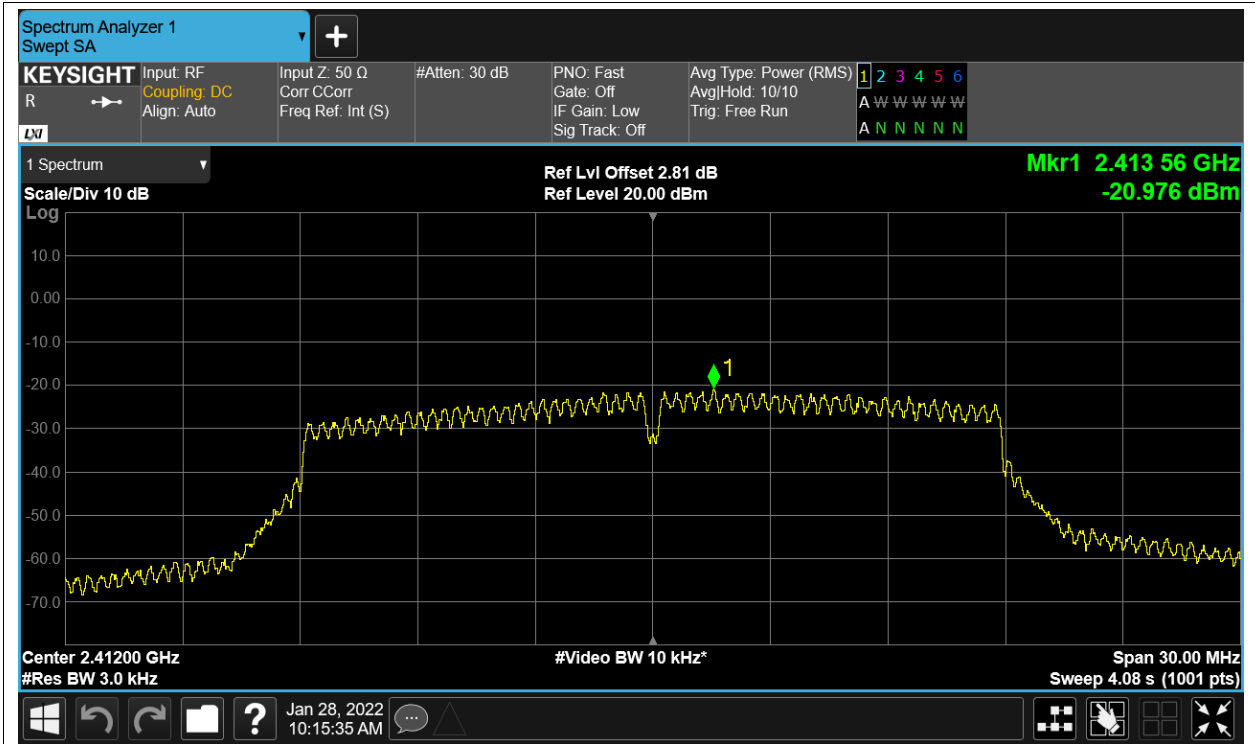 Spectrum Analyzer 1
Swept SA
+
KEYSIGHT Input: RF Input Z: 50 Ω #Atten: 30 dB PNO: Fast Avg Type: Power (RMS) 1 2 3 4 5 6
R Coupling: DC Corr CCorr Gate: Off Avg|Hold: 10/10 A W W W W W
Align: Auto Freq Ref: Int (S) IF Gain: Low Trig: Free Run
LXI Sig Track: Off A N N N N N
1 Spectrum Ref Lvl Offset 2.81 dB Mkr1 2.413 56 GHz
Scale/Div 10 dB Ref Level 20.00 dBm -20.976 dBm
Log
10.0
0.00
-10.0
1
-20.0
-30.0
-40.0
-50.0
-60.0
-70.0
Center 2.41200 GHz #Video BW 10 kHz* Span 30.00 MHz
#Res BW 3.0 kHz Sweep 4.08 s (1001 pts)
? Jan 28, 2022
10:15:35 AM